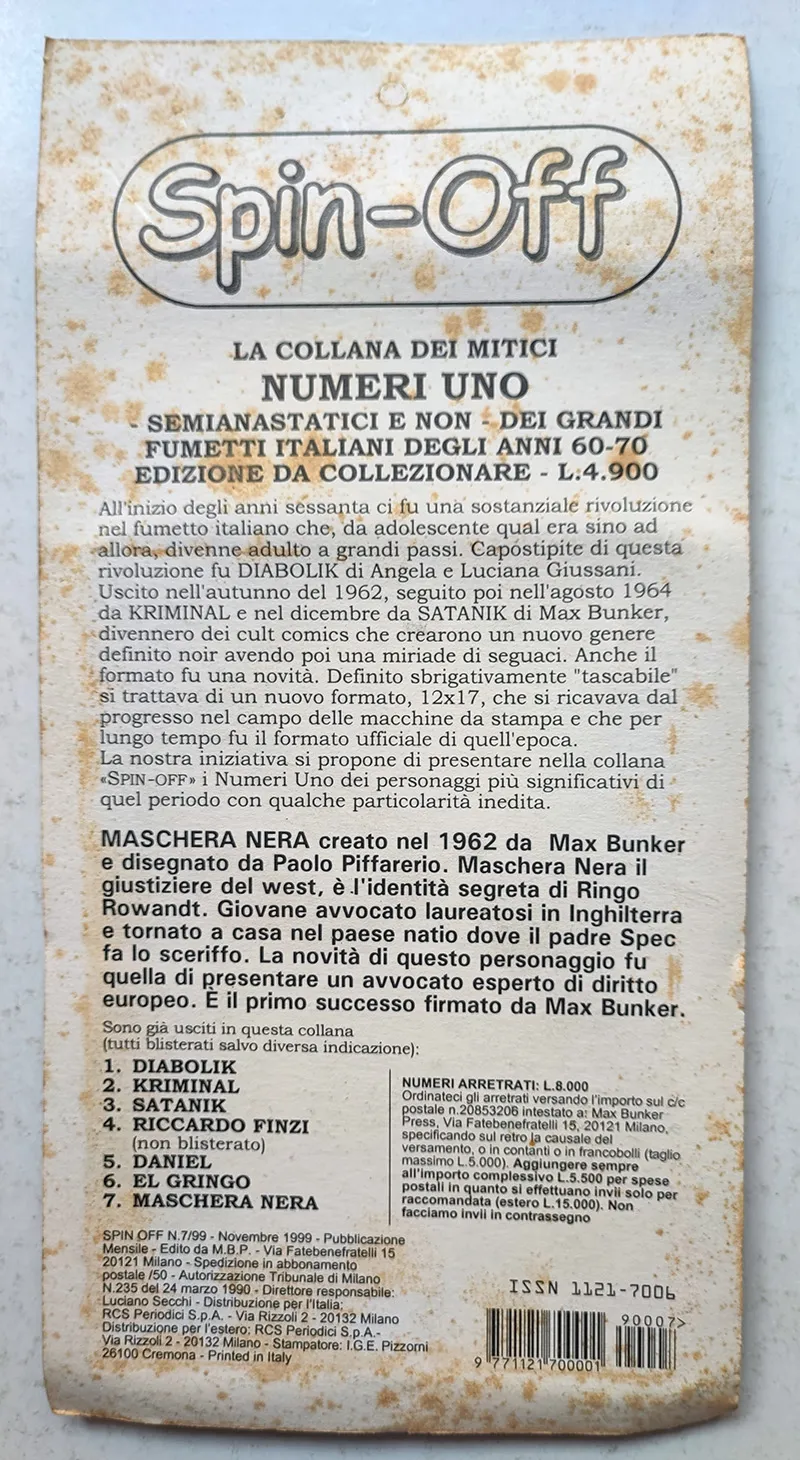 Spin-Off
LA COLLANA DEI MITICI
NUMERI UNO
- SEMIANASTATICI E NON - DEI GRANDI
FUMETTI ITALIANI DEGLI ANNI 60-70
EDIZIONE DA COLLEZIONARE - L.4.900
All'inizio degli anni sessanta ci fu una sostanziale rivoluzione
nel fumetto italiano che, da adolescente qual era sino ad
allora, divenne adulto a grandi passi. Capostipite di questa
rivoluzione fu DIABOLIK di Angela e Luciana Giussani.
Uscito nell'autunno del 1962, seguito poi nell'agosto 1964
da KRIMINAL e nel dicembre da SATANIK di Max Bunker,
divennero dei cult comics che crearono un nuovo genere
definito noir avendo poi una miriade di seguaci. Anche il
formato fu una novità. Definito sbrigativamente "tascabile"
si trattava di un nuovo formato, 12x17, che si ricavava dal
progresso nel campo delle macchine da stampa e che per
lungo tempo fu il formato ufficiale di quell'epoca.
La nostra iniziativa si propone di presentare nella collana
«SPIN-OFF» i Numeri Uno dei personaggi più significativi di
quel periodo con qualche particolarità inedita.
MASCHERA NERA creato nel 1962 da Max Bunker
e disegnato da Paolo Piffarerio. Maschera Nera il
giustiziere del west, è l'identità segreta di Ringo
Rowandt. Giovane avvocato laureatosi in Inghilterra
e tornato a casa nel paese natio dove il padre Spec
fa lo sceriffo. La novità di questo personaggio fu
quella di presentare un avvocato esperto di diritto
europeo. È il primo successo firmato da Max Bunker.
Sono già usciti in questa collana
(tutti blisterati salvo diversa indicazione):
1. DIABOLIK
2. KRIMINAL
3. SATANIK
4. RICCARDO FINZI
(non blisterato)
5. DANIEL
6. EL GRINGO
7. MASCHERA NERA
NUMERI ARRETRATI: L.8.000
Ordinateci gli arretrati versando l'importo sul c/c
postale n.20853206 intestato a: Max Bunker
Press, Via Fatebenefratelli 15, 20121 Milano,
specificando sul retro la causale del
versamento, o in contanti o in francobolli (taglio
massimo L.5.000). Aggiungere sempre
all'importo complessivo L.5.500 per spese
postali in quanto si effettuano invii solo per
raccomandata (estero L.15.000). Non
facciamo invii in contrassegno
SPIN OFF N.7/99 - Novembre 1999 - Pubblicazione
Mensile - Edito da M.B.P. - Via Fatebenefratelli 15
20121 Milano - Spedizione in abbonamento
postale /50 - Autorizzazione Tribunale di Milano
N.235 del 24 marzo 1990 - Direttore responsabile:
Luciano Secchi - Distribuzione per l'Italia:
RCS Periodici S.p.A. - Via Rizzoli 2 - 20132 Milano
Distribuzione per l'estero: RCS Periodici S.p.A.-
Via Rizzoli 2 - 20132 Milano - Stampatore: I.G.E. Pizzorni
26100 Cremona - Printed in Italy
ISSN 1121-7006
90007>
9 771121 700001